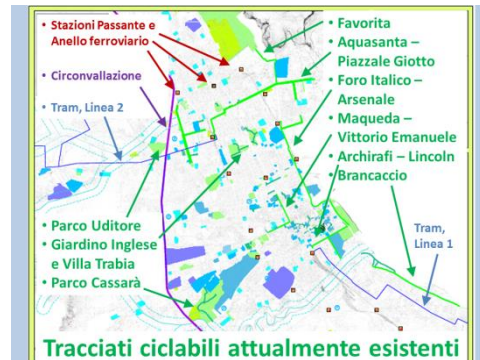 • Stazioni Passante e
Anello ferroviario
• Circonvallazione
• Tram, Linea 2
• Parco Uditore
• Giardino Inglese
e Villa Trabia
• Parco Cassarà
• Favorita
• Aquasanta –
Piazzale Giotto
• Foro Italico –
Arsenale
• Maqueda –
Vittorio Emanuele
• Archirafi – Lincoln
• Brancaccio
Tram,
Linea 1
Tracciati ciclabili attualmente esistenti